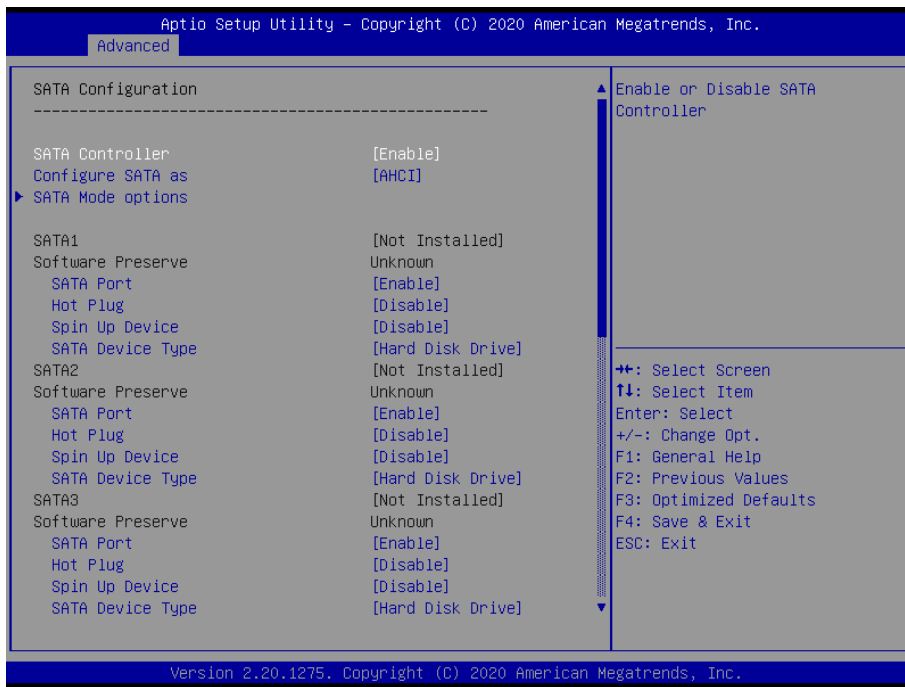 Aptio Setup Utility – Copyright (C) 2020 American Megatrends, Inc.
Advanced
SATA Configuration
--------------------------------------------------
SATA Controller [Enable]
Configure SATA as [AHCI]
► SATA Mode options
SATA1 [Not Installed]
Software Preserve Unknown
SATA Port [Enable]
Hot Plug [Disable]
Spin Up Device [Disable]
SATA Device Type [Hard Disk Drive]
SATA2 [Not Installed]
Software Preserve Unknown
SATA Port [Enable]
Hot Plug [Disable]
Spin Up Device [Disable]
SATA Device Type [Hard Disk Drive]
SATA3 [Not Installed]
Software Preserve Unknown
SATA Port [Enable]
Hot Plug [Disable]
Spin Up Device [Disable]
SATA Device Type [Hard Disk Drive]
Enable or Disable SATA
Controller
→←: Select Screen
↑↓: Select Item
Enter: Select
+/-: Change Opt.
F1: General Help
F2: Previous Values
F3: Optimized Defaults
F4: Save & Exit
ESC: Exit
Version 2.20.1275. Copyright (C) 2020 American Megatrends, Inc.